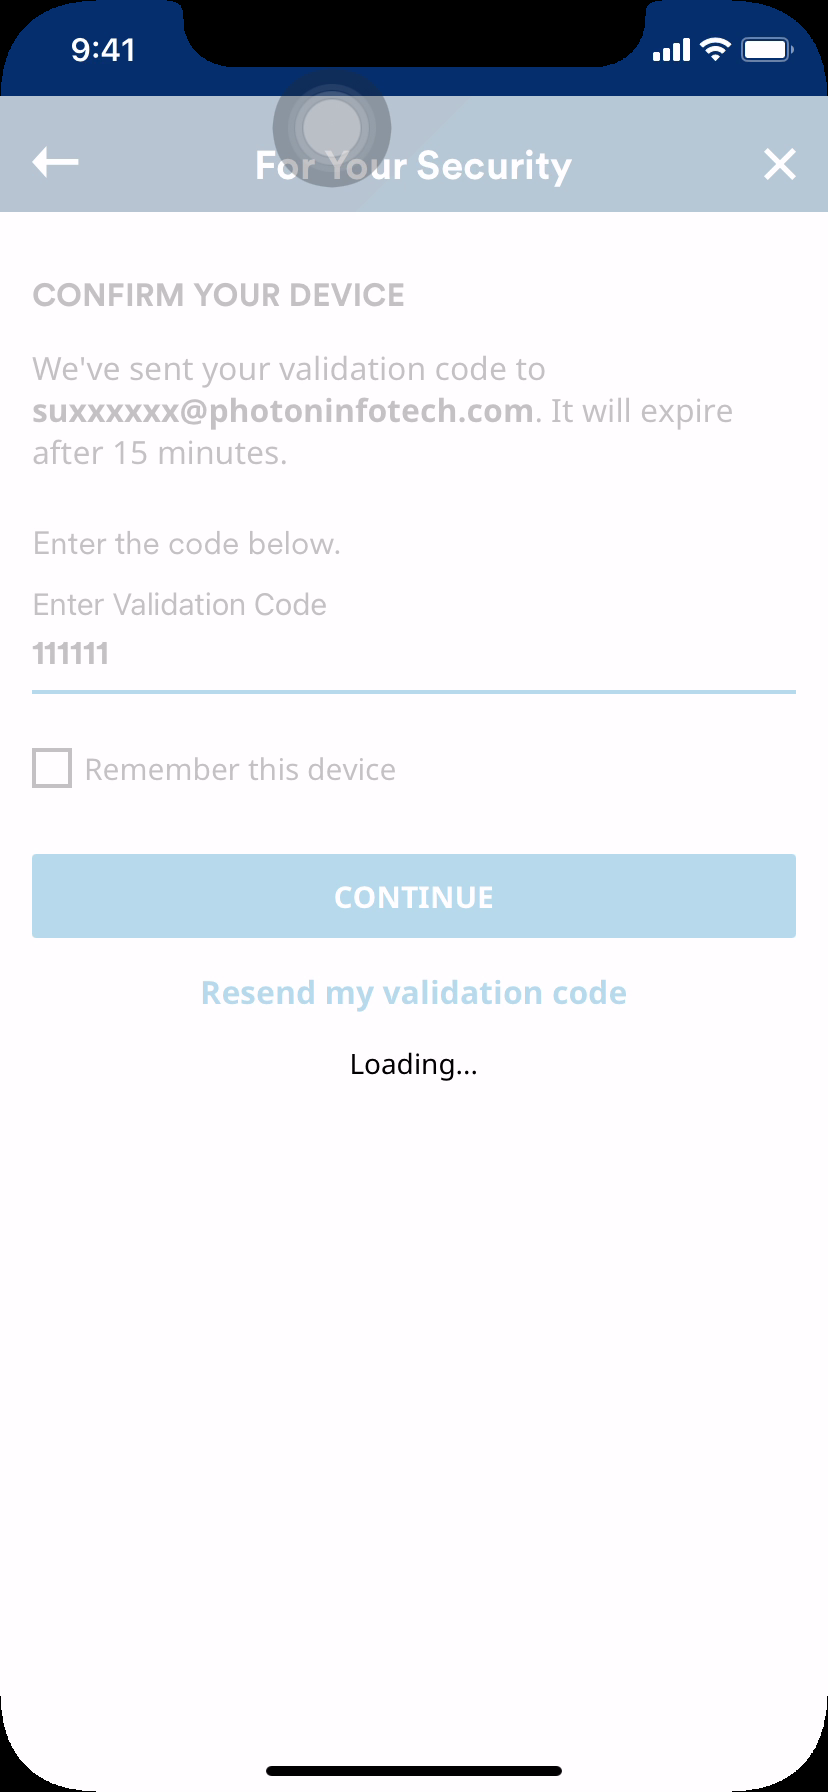 9:41
For Your Security
CONFIRM YOUR DEVICE
We've sent your validation code to
suxxxxxx@photoninfotech.com. It will expire
after 15 minutes.
Enter the code below.
Enter Validation Code
111111
Remember this device
CONTINUE
Resend my validation code
Loading...